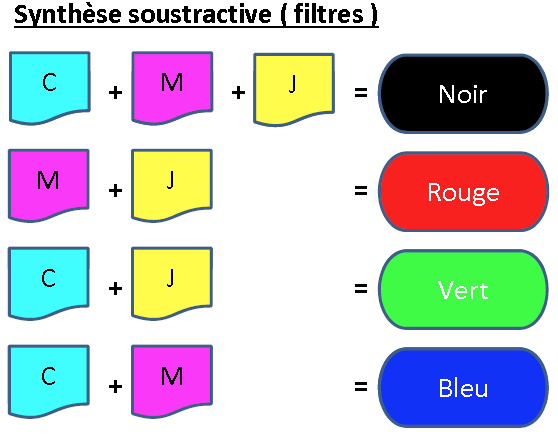 Synthèse soustractive ( filtres )
C + M + J = Noir
M + J = Rouge
C + J = Vert
C + M = Bleu